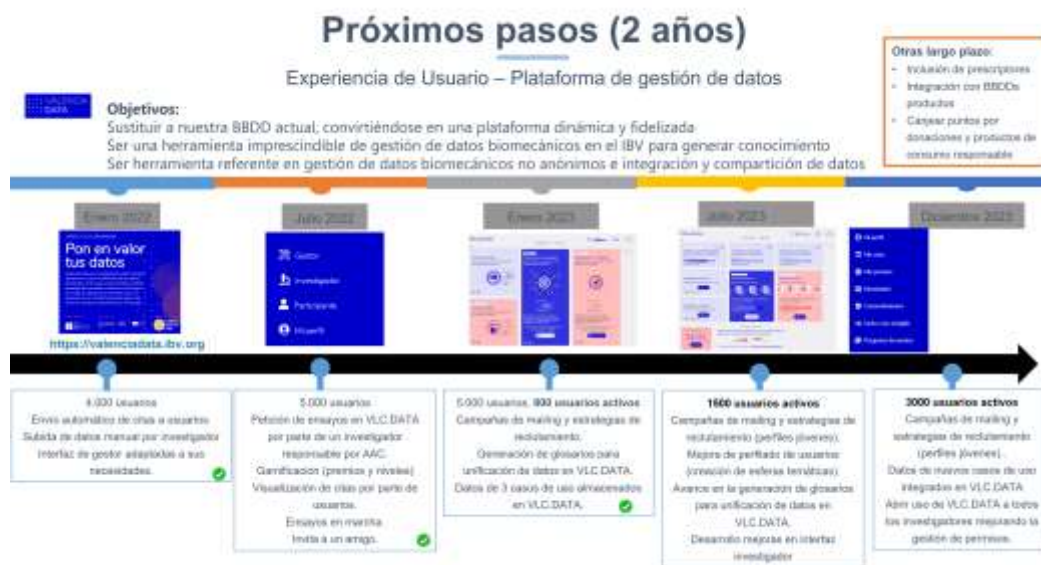 Próximos pasos (2 años)
Experiencia de Usuario – Plataforma de gestión de datos
Otras largo plazo:
• Inclusión de prescriptores
• Integración con BBDDs
productos
• Canjear puntos por
donaciones y productos de
consumo responsable
VALENCIA
DATA
Objetivos:
Sustituir a nuestra BBDD actual, convirtiéndose en una plataforma dinámica y fidelizada
Ser una herramienta imprescindible de gestión de datos biomecánicos en el IBV para generar conocimiento
Ser herramienta referente en gestión de datos biomecánicos no anónimos e integración y compartición de datos
Enero 2022
Julio 2022
Enero 2023
Julio 2023
Diciembre 2023
Pon en valor
tus datos
https://valenciadata.ibv.org
Gestor
Investigador
Participante
Mi perfil
Mi perfil
4.000 usuarios
Envío automático de citas a usuarios
Subida de datos manual por investigador
Interfaz de gestor adaptadas a sus
necesidades.
5.000 usuarios
Petición de ensayos en VLC.DATA
por parte de un investigador
responsable por AAC.
Gamificación (premios y niveles)
Visualización de citas por parte de
usuarios.
Ensayos en marcha
Invita a un amigo.
5.000 usuarios, 800 usuarios activos
Campañas de mailing y estrategias de
reclutamiento.
Generación de glosarios para
unificación de datos en VLC.DATA.
Datos de 3 casos de uso almacenados
en VLC.DATA.
1500 usuarios activos
Campañas de mailing y estrategias de
reclutamiento (perfiles jóvenes).
Mejora de perfilado de usuarios
(creación de esferas temáticas).
Avance en la generación de glosarios
para unificación de datos en
VLC.DATA.
Desarrollo mejoras en interfaz
investigador
3000 usuarios activos
Campañas de mailing y
estrategias de reclutamiento
(perfiles jóvenes).
Datos de nuevos casos de uso
integrados en VLC.DATA
Abrir uso de VLC.DATA a todos
los investigadores mejorando la
gestión de permisos.